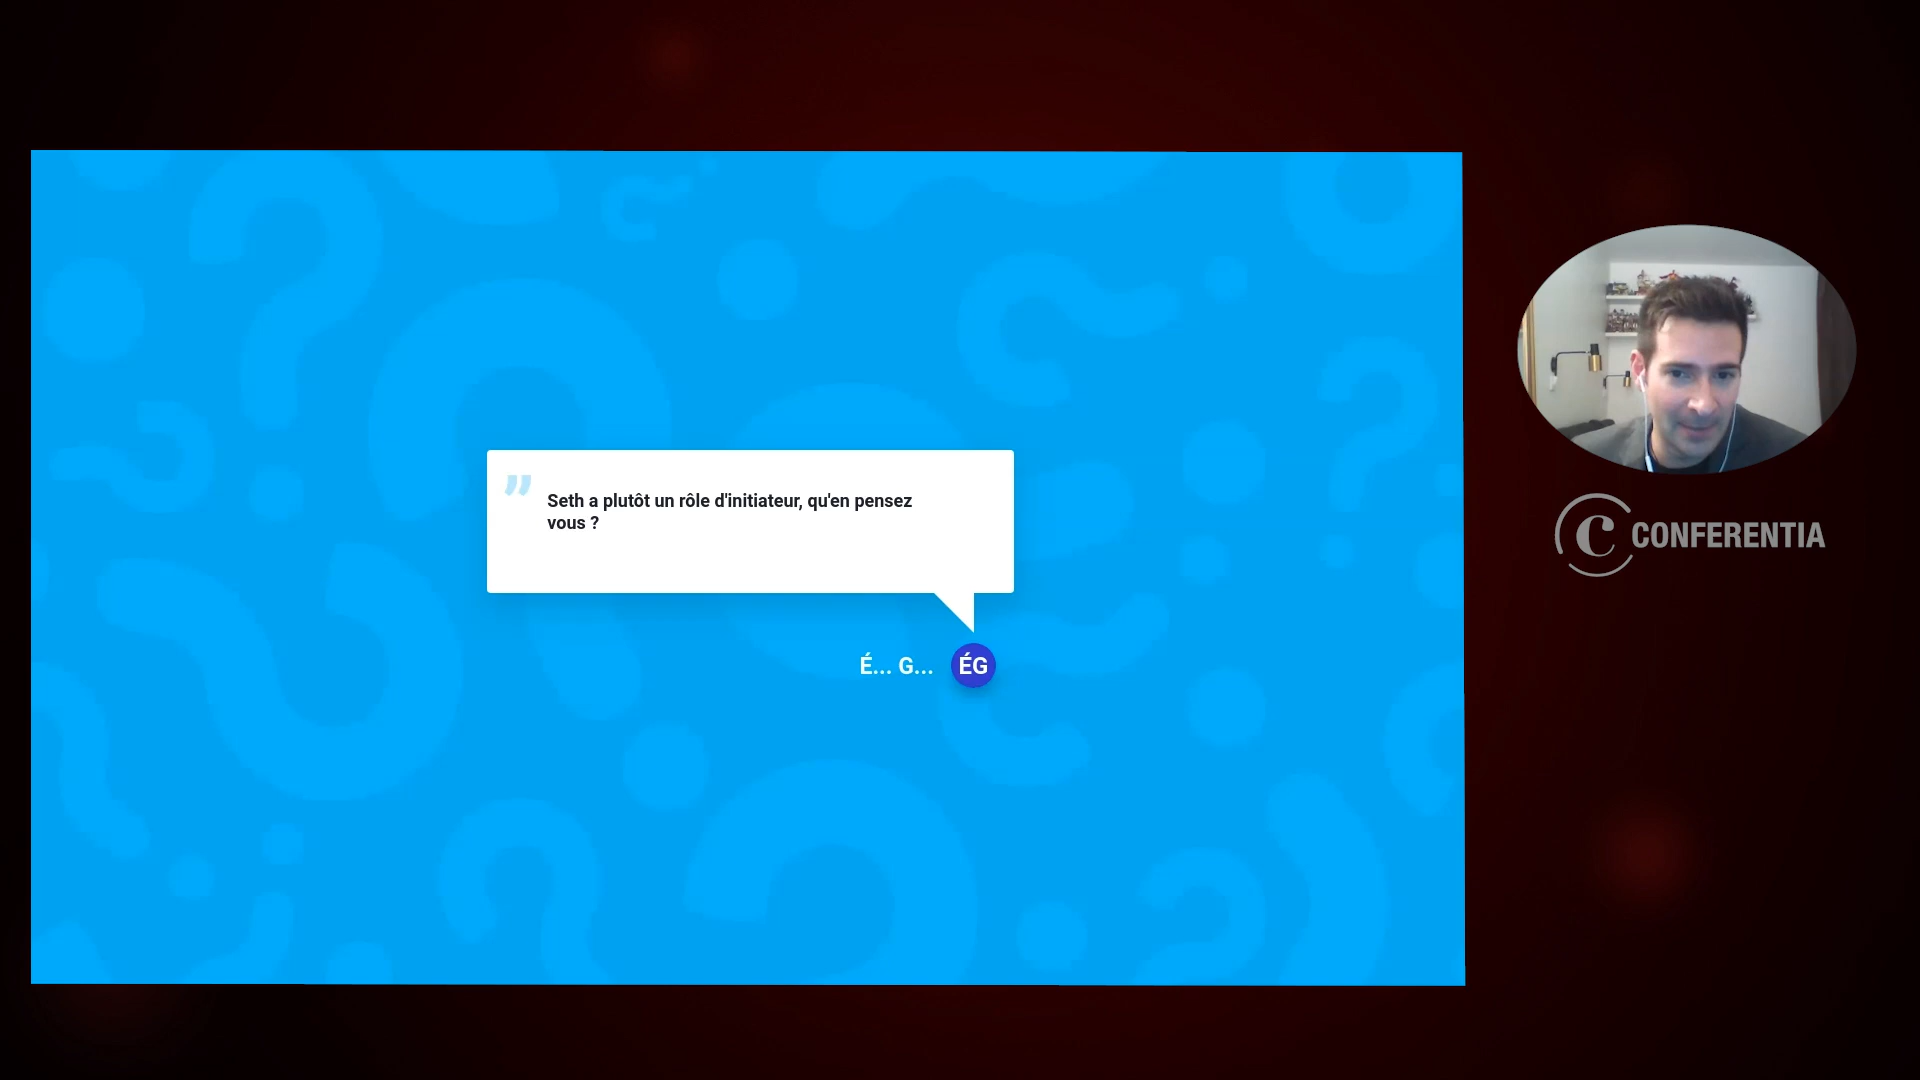 ”
Seth a plutôt un rôle d'initiateur, qu'en pensez
vous ?
É... G...
ÉG
C CONFERENTIA